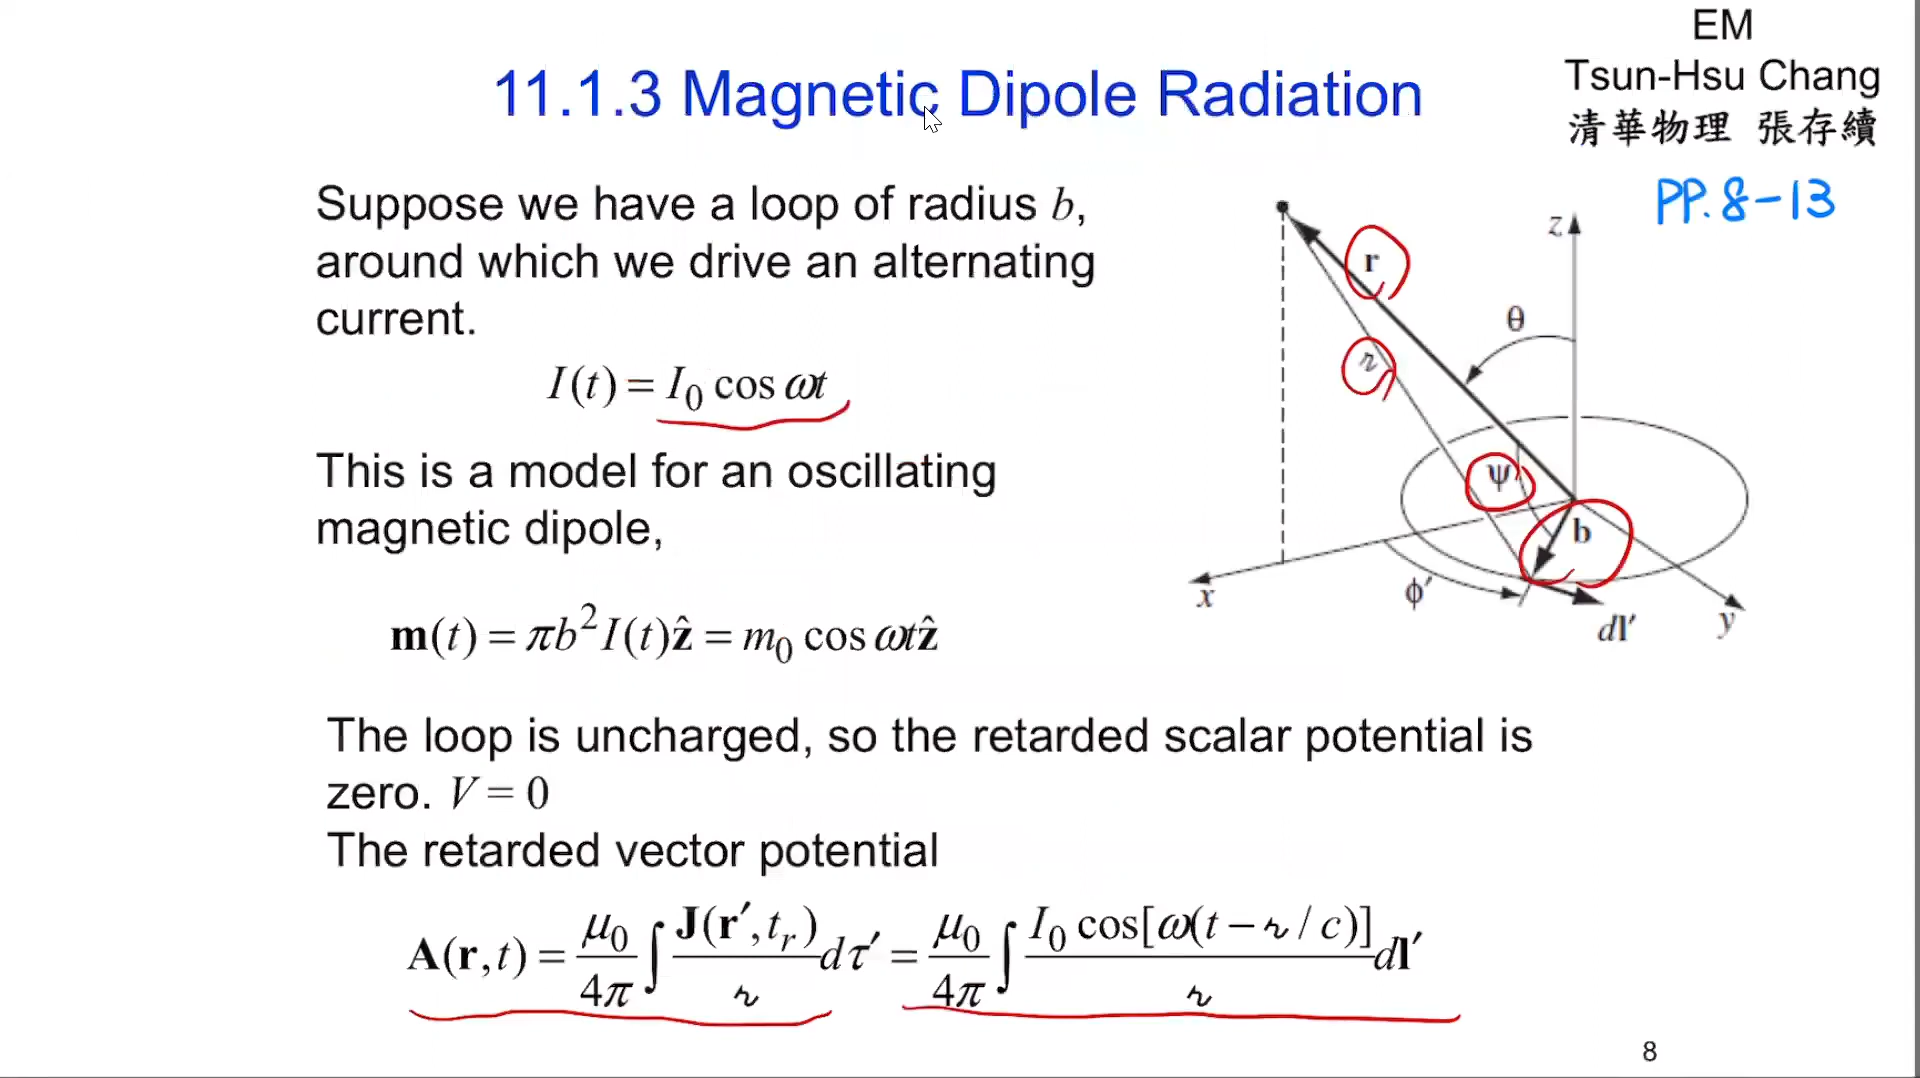 EM
Tsun-Hsu Chang
清華物理 張存續
PP.8-13
11.1.3 Magnetic Dipole Radiation
Suppose we have a loop of radius b,
around which we drive an alternating
current.
I(t) = I₀ cos ωt
This is a model for an oscillating
magnetic dipole,
m(t) = πb²I(t)ẑ = m₀ cos ωtẑ
z
r
θ
𝓇
ψ
b
x
ϕ′
dl′
y
The loop is uncharged, so the retarded scalar potential is
zero. V = 0
The retarded vector potential
A(r,t) = μ₀/4π ∫ J(r′,tᵣ)/𝓇 dτ′ = μ₀/4π ∫ I₀ cos[ω(t − 𝓇 / c)]/𝓇 dl′
8